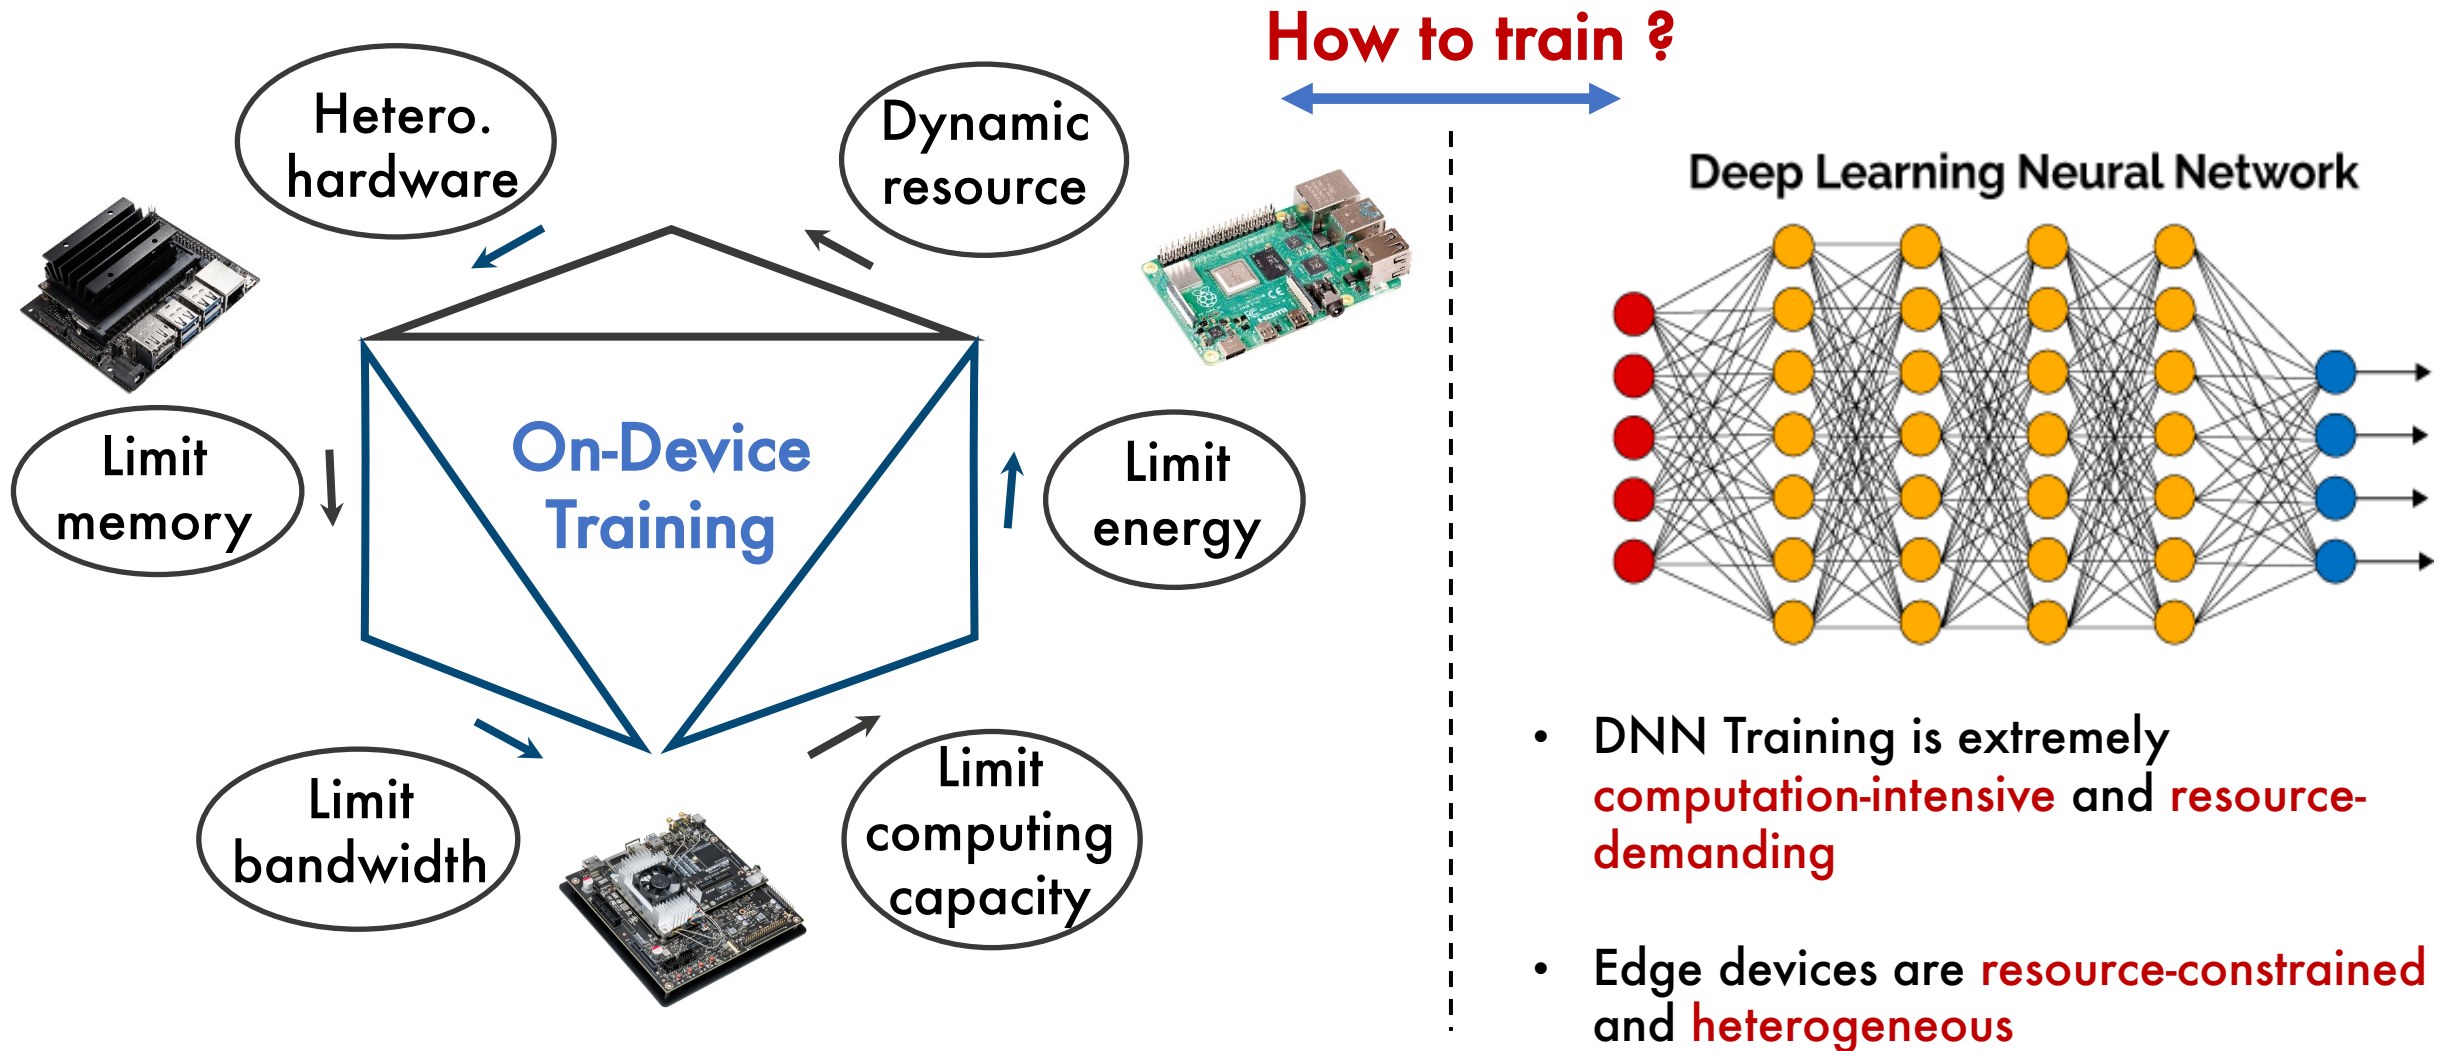 How to train ?
Hetero.
hardware
Dynamic
resource
Limit
memory
On-Device
Training
Limit
energy
Limit
bandwidth
Limit
computing
capacity
Deep Learning Neural Network
• DNN Training is extremely
computation-intensive and resource-
demanding
• Edge devices are resource-constrained
and heterogeneous